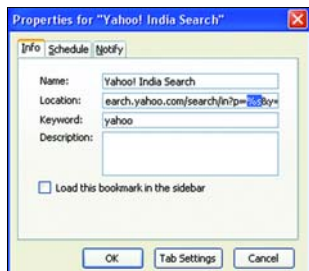 Properties for "Yahoo! India Search"
Info Schedule Notify
Name: Yahoo! India Search
Location: earch.yahoo.com/search/in?p=%s&y=
Keyword: yahoo
Description:
Load this bookmark in the sidebar
OK Tab Settings Cancel